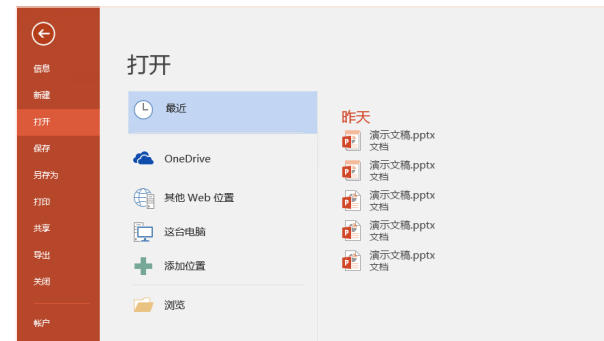 信息
新建
打开
保存
另存为
打印
共享
导出
关闭
帐户
打开
最近
OneDrive
其他 Web 位置
这台电脑
添加位置
浏览
昨天
演示文稿.pptx
文档
演示文稿.pptx
文档
演示文稿.pptx
文档
演示文稿.pptx
文档
演示文稿.pptx
文档